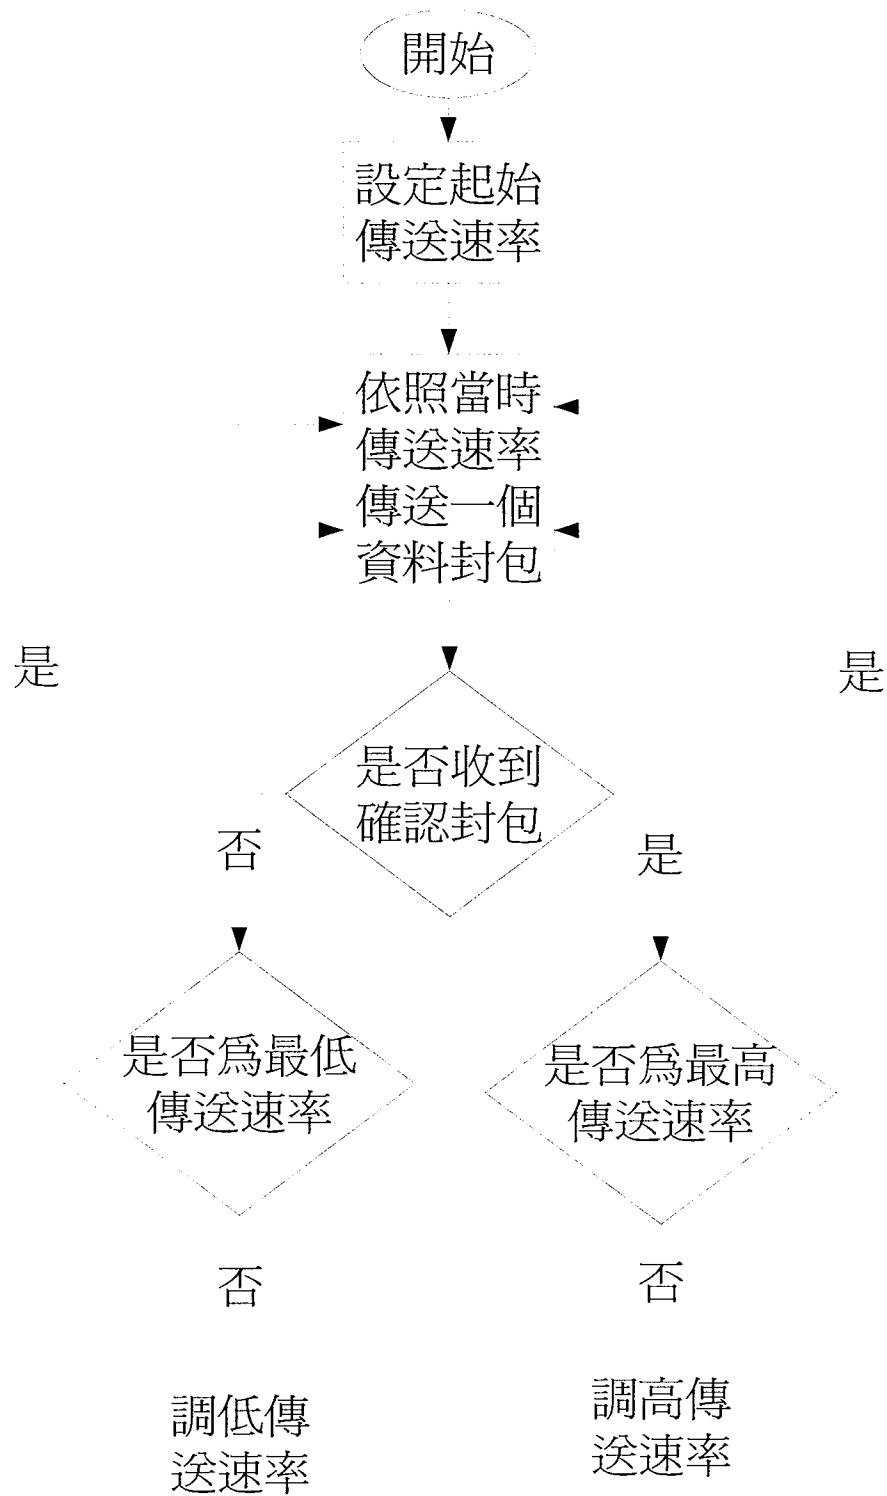 開始
設定起始
傳送速率
依照當時
傳送速率
傳送一個
資料封包
是
是
是否收到
確認封包
否
是
是否爲最低
傳送速率
是否爲最高
傳送速率
否
否
調低傳
送速率
調高傳
送速率